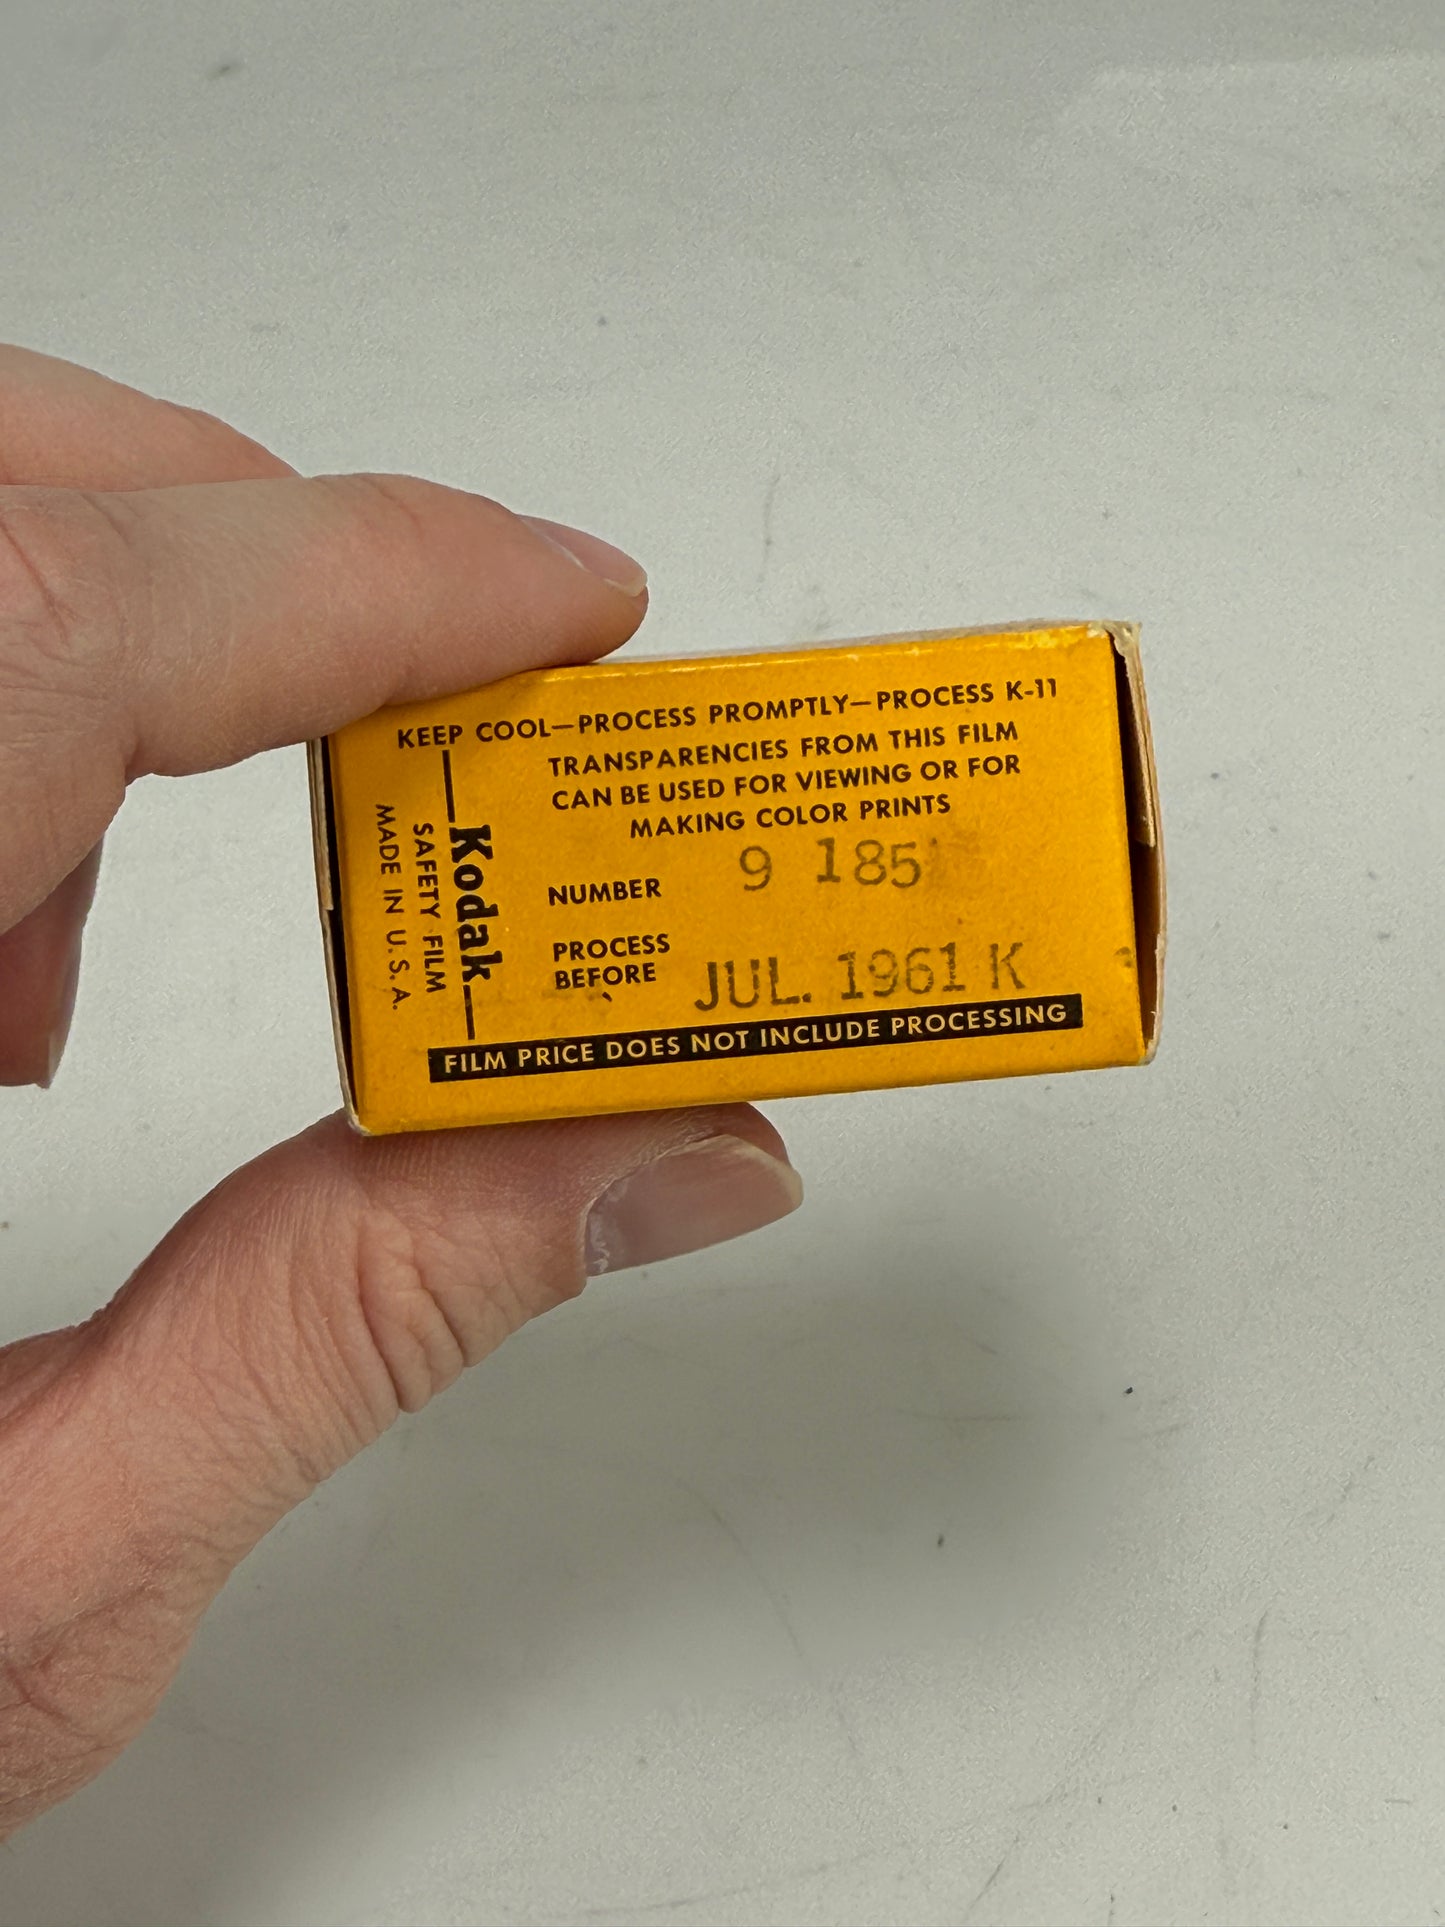 KEEP COOL—PROCESS PROMPTLY—PROCESS K-11
TRANSPARENCIES FROM THIS FILM
CAN BE USED FOR VIEWING OR FOR
MAKING COLOR PRINTS
Kodak
SAFETY FILM
MADE IN U. S. A.
NUMBER 9 185
PROCESS
BEFORE JUL. 1961 K
FILM PRICE DOES NOT INCLUDE PROCESSING